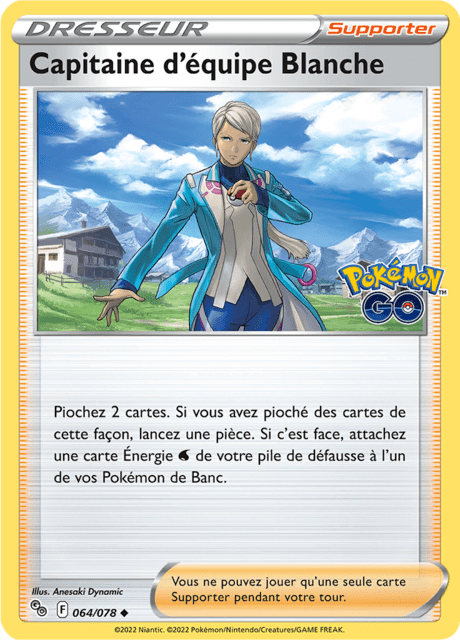 DRESSEUR Supporter
Capitaine d'équipe Blanche
POKÉMON
GO
Piochez 2 cartes. Si vous avez pioché des cartes de
cette façon, lancez une pièce. Si c'est face, attachez
une carte Énergie de votre pile de défausse à l'un
de vos Pokémon de Banc.
Illus. Anesaki Dynamic
GO F 064/078
Vous ne pouvez jouer qu'une seule carte
Supporter pendant votre tour.
©2022 Niantic. ©2022 Pokémon/Nintendo/Creatures/GAME FREAK.